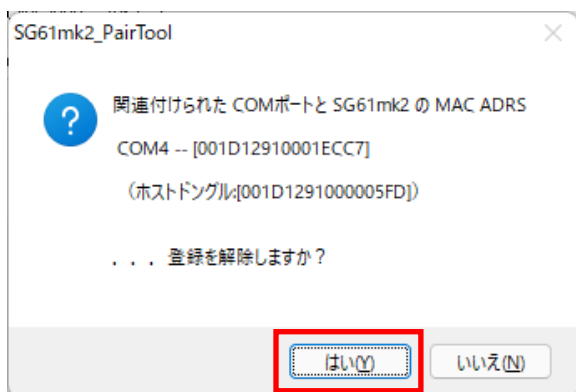 SG61mk2_PairTool
関連付けられた COMポートと SG61mk2 の MAC ADRS
COM4 -- [001D12910001ECC7]
(ホストドングル:[001D1291000005FD])
. . . 登録を解除しますか？
はい(Y)
いいえ(N)